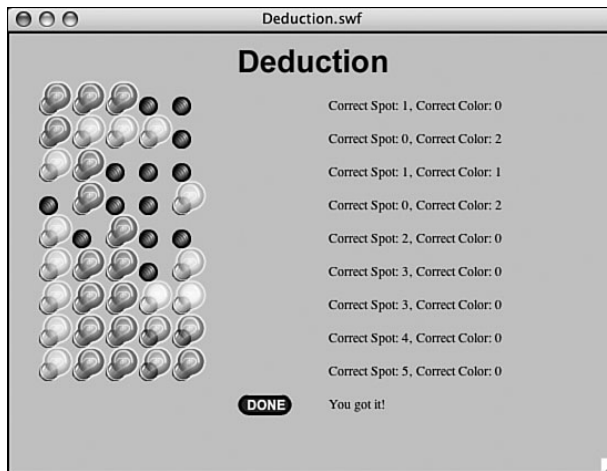 Deduction.swf
Deduction
Correct Spot: 1, Correct Color: 0
Correct Spot: 0, Correct Color: 2
Correct Spot: 1, Correct Color: 1
Correct Spot: 0, Correct Color: 2
Correct Spot: 2, Correct Color: 0
Correct Spot: 3, Correct Color: 0
Correct Spot: 3, Correct Color: 0
Correct Spot: 4, Correct Color: 0
Correct Spot: 5, Correct Color: 0
DONE You got it!